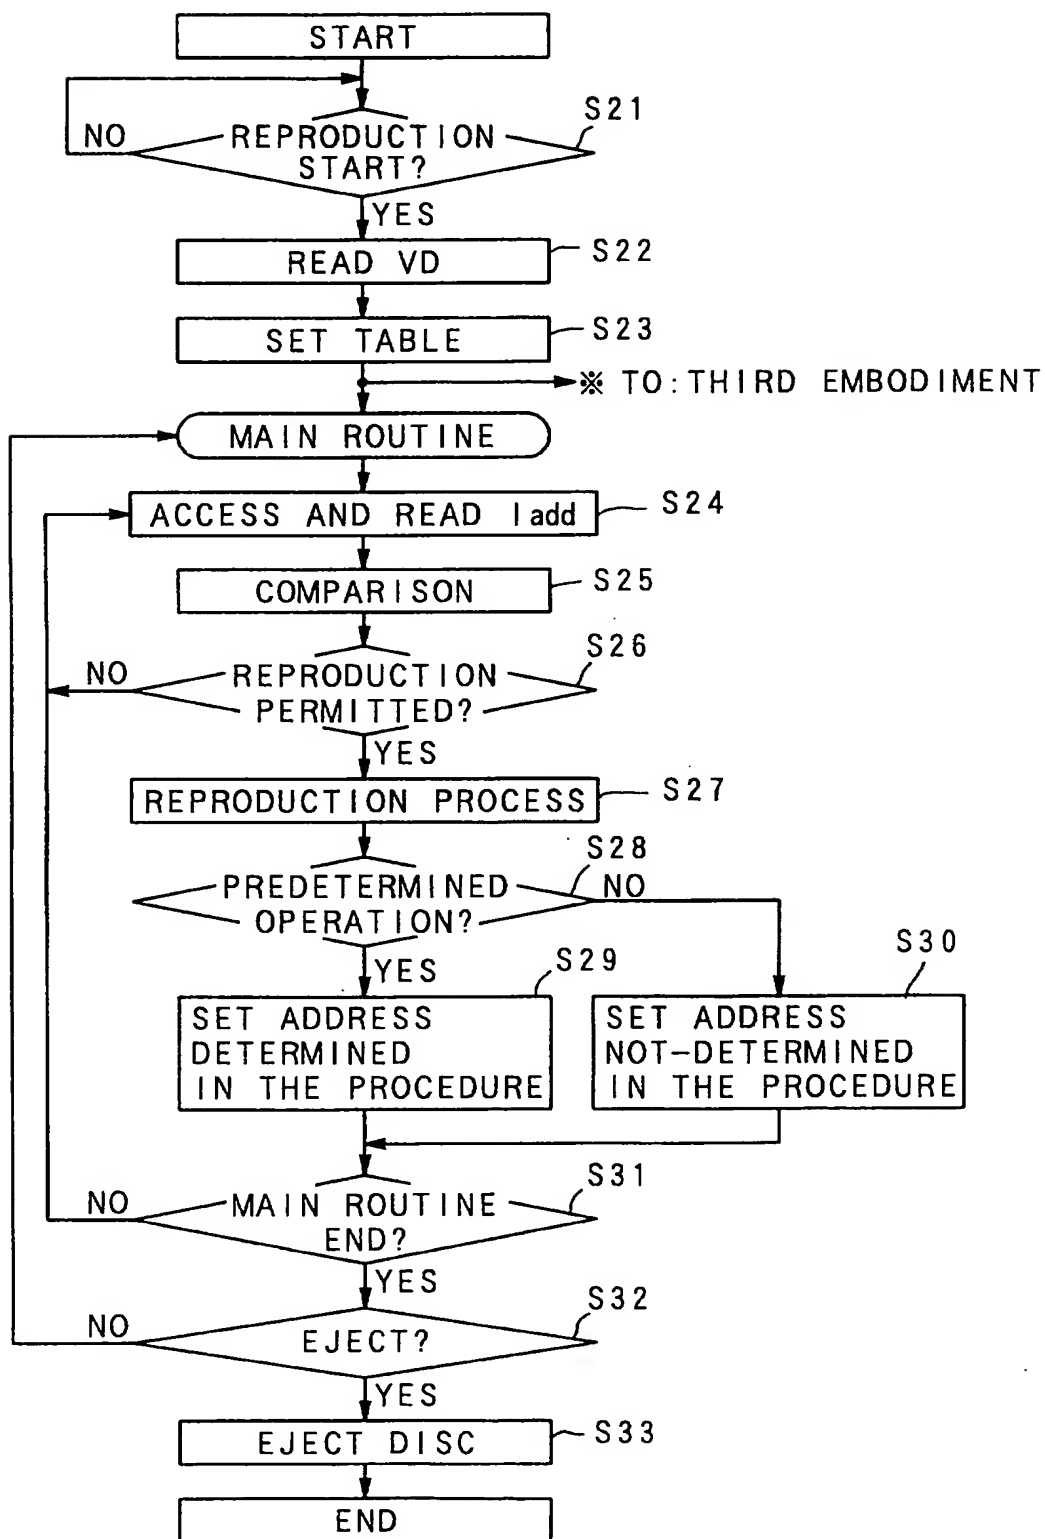 START
S21
NO
REPRODUCTION
START?
YES
READ VD
S22
SET TABLE
S23
※ TO:THIRD EMBODIMENT
MAIN ROUTINE
ACCESS AND READ Iadd
S24
COMPARISON
S25
S26
NO
REPRODUCTION
PERMITTED?
YES
REPRODUCTION PROCESS
S27
S28
PREDETERMINED
OPERATION?
NO
YES
S29
S30
SET ADDRESS
DETERMINED
IN THE PROCEDURE
SET ADDRESS
NOT-DETERMINED
IN THE PROCEDURE
S31
NO
MAIN ROUTINE
END?
YES
S32
NO
EJECT?
YES
EJECT DISC
S33
END